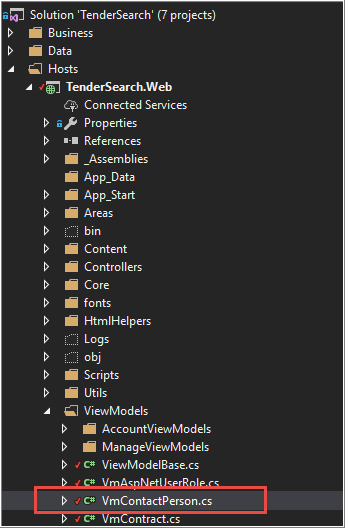 Solution 'TenderSearch' (7 projects)
Business
Data
Hosts
TenderSearch.Web
Connected Services
Properties
References
_Assemblies
App_Data
App_Start
Areas
bin
Content
Controllers
Core
fonts
HtmlHelpers
Logs
obj
Scripts
Utils
ViewModels
AccountViewModels
ManageViewModels
C# ViewModelBase.cs
C# VmAspNetUserRole.cs
C# VmContactPerson.cs
C# VmContract.cs